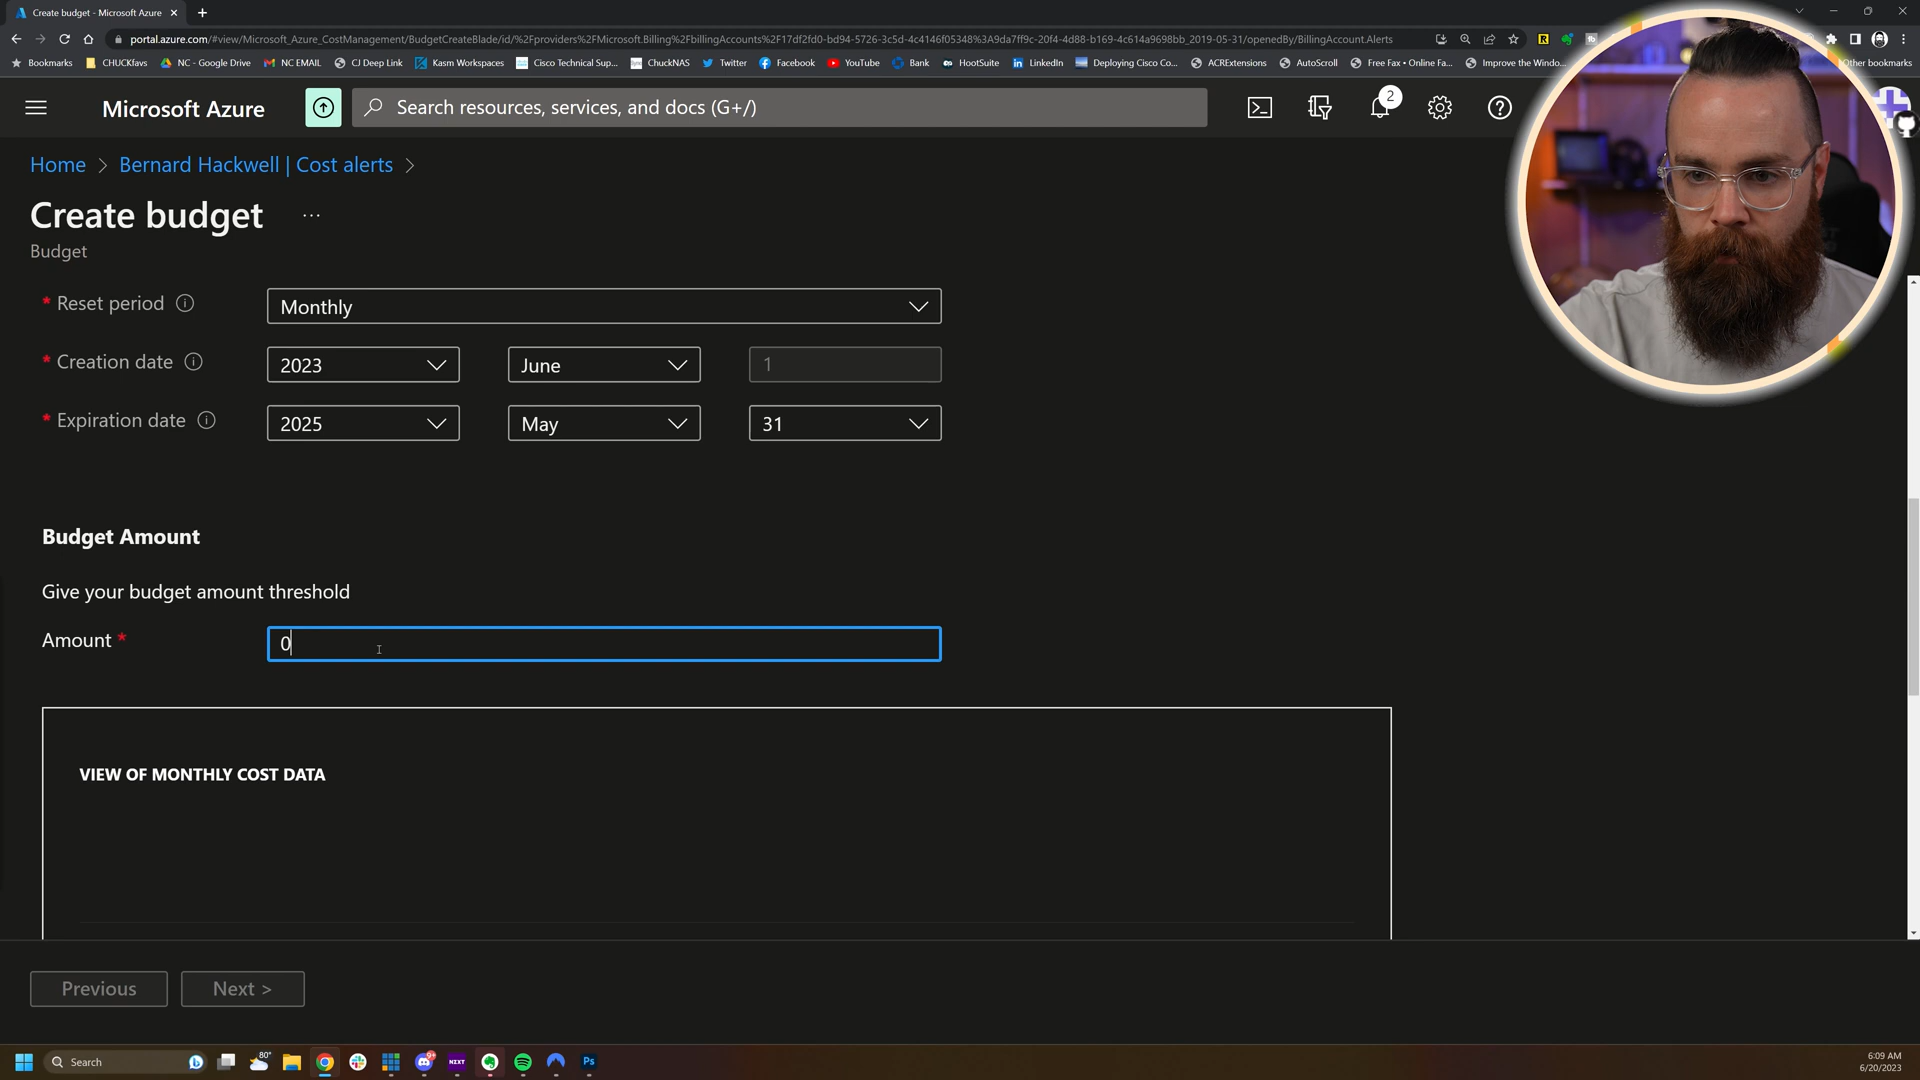 Create budget - Microsoft Azure
portal.azure.com/#view/Microsoft_Azure_CostManagement/BudgetCreateBlade/id/%2Fproviders%2FMicrosoft.Billing%2FbillingAccounts%2F17df2fd0-bd94-5726-3c5d-4c4146f05348%3A9da7ff9c-20f4-4d88-b169-4c614a9698bb_2019-05-31/openedBy/BillingAccount.Alerts
Bookmarks CHUCKfavs NC - Google Drive NC EMAIL CJ Deep Link Kasm Workspaces Cisco Technical Sup... ChuckNAS Twitter Facebook YouTube Bank HootSuite LinkedIn Deploying Cisco Co... ACRExtensions AutoScroll Free Fax • Online Fa... Improve the Window... Other bookmarks
Microsoft Azure Search resources, services, and docs (G+/) 2
Home > Bernard Hackwell | Cost alerts >
Create budget ...
Budget
* Reset period Monthly
* Creation date 2023 June 1
* Expiration date 2025 May 31
Budget Amount
Give your budget amount threshold
Amount * 0
VIEW OF MONTHLY COST DATA
Previous Next >
Search 80° 9+ NIXT Ps
6:09 AM
6/20/2023